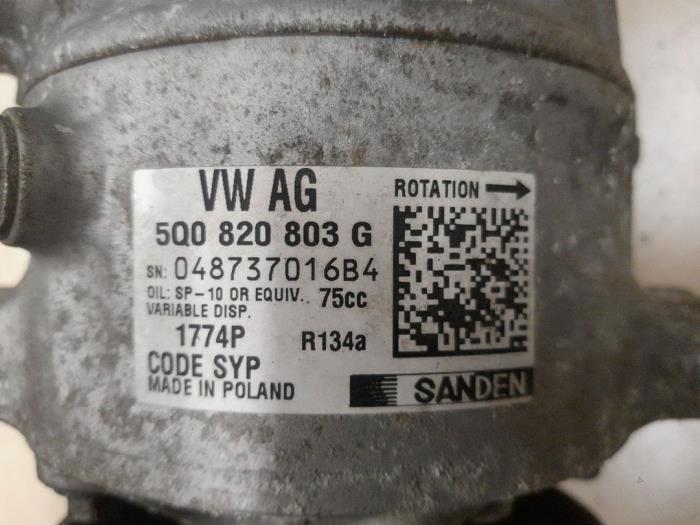 VW AG
ROTATION
5Q0 820 803 G
SN: 048737016B4
OIL: SP-10 OR EQUIV.. 75cc
VARIABLE DISP.
1774P R134a
CODE SYP
MADE IN POLAND
SANDEN